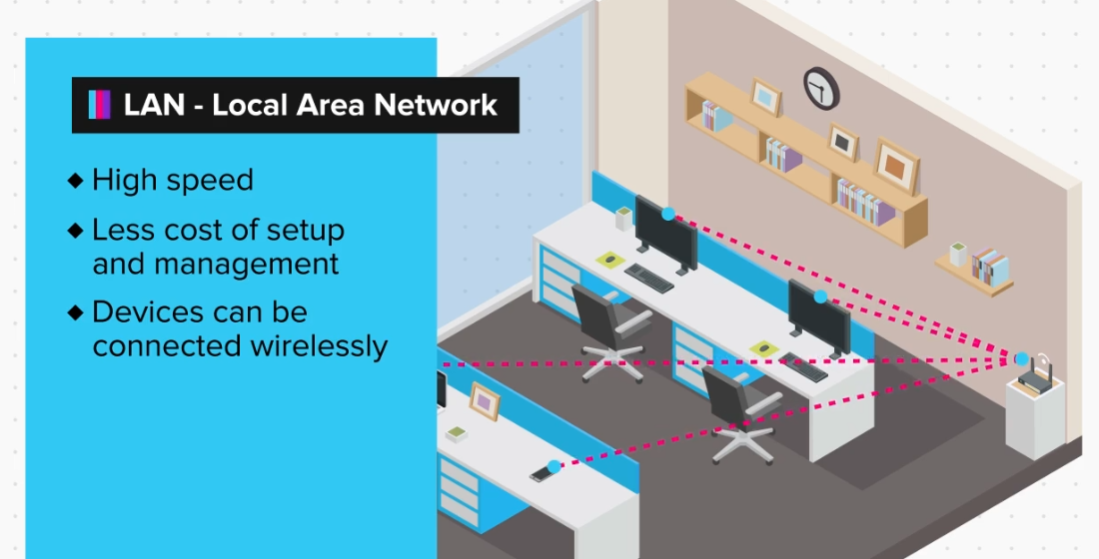 LAN - Local Area Network
◆ High speed
◆ Less cost of setup
and management
◆ Devices can be
connected wirelessly